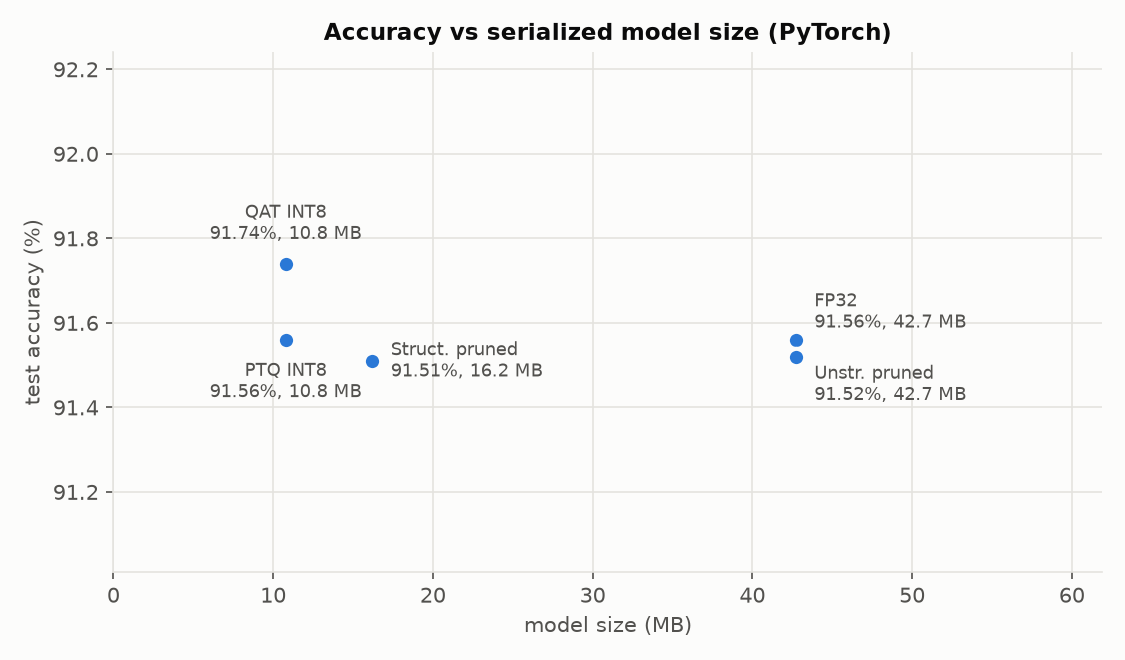 Accuracy vs serialized model size (PyTorch)
92.2
92.0
91.8
91.6
91.4
91.2
test accuracy (%)
QAT INT8
91.74%, 10.8 MB
PTQ INT8
91.56%, 10.8 MB
Struct. pruned
91.51%, 16.2 MB
FP32
91.56%, 42.7 MB
Unstr. pruned
91.52%, 42.7 MB
0 10 20 30 40 50 60
model size (MB)